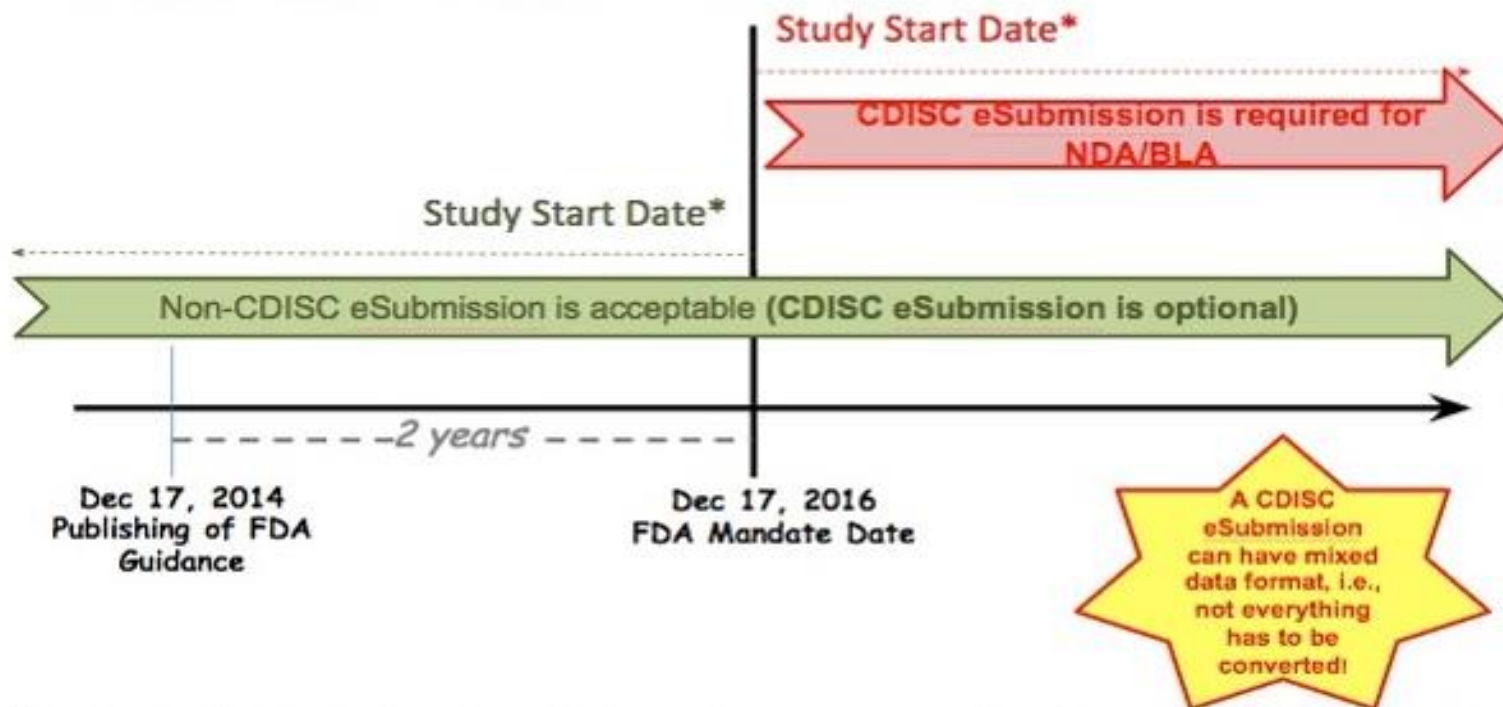 Study Start Date*
CDISC eSubmission is required for
NDA/BLA
Study Start Date*
Non-CDISC eSubmission is acceptable (CDISC eSubmission is optional)
2 years
Dec 17, 2014
Publishing of FDA
Guidance
Dec 17, 2016
FDA Mandate Date
A CDISC
eSubmission
can have mixed
data format, i.e.,
not everything
has to be
converted!